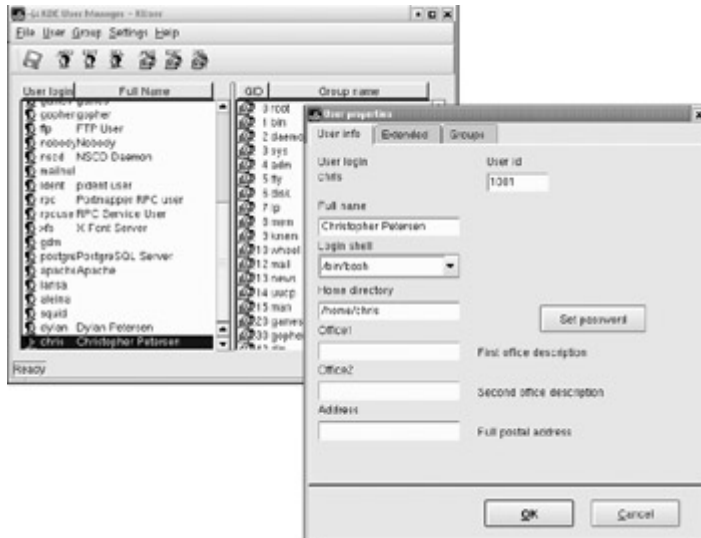 KDE User Manager - KUser
File User Group Settings Help
User login Full Name
games games
gopher gopher
ftp FTP User
nobody Nobody
nscd NSCD Daemon
mailnul
ident pident user
rpc Portmapper RPC user
rpcuse RPC Service User
xfs X Font Server
gdm
postgre PostgreSQL Server
apache Apache
squid
dylan Dylan Petersen
chris Christopher Petersen
Ready
GID Group name
0 root
1 bin
2 daemo
3 sys
4 adm
5 tty
6 disk
7 lp
8 mem
9 kmem
10 wheel
12 mail
13 news
14 uucp
15 man
20 games
30 gopher
User properties
User info Extended Groups
User login User id
chris 1001
Full name
Christopher Petersen
Login shell
/bin/bash
Home directory
/home/chris
Set password
Office1
First office description
Office2
Second office description
Address
Full postal address
OK Cancel